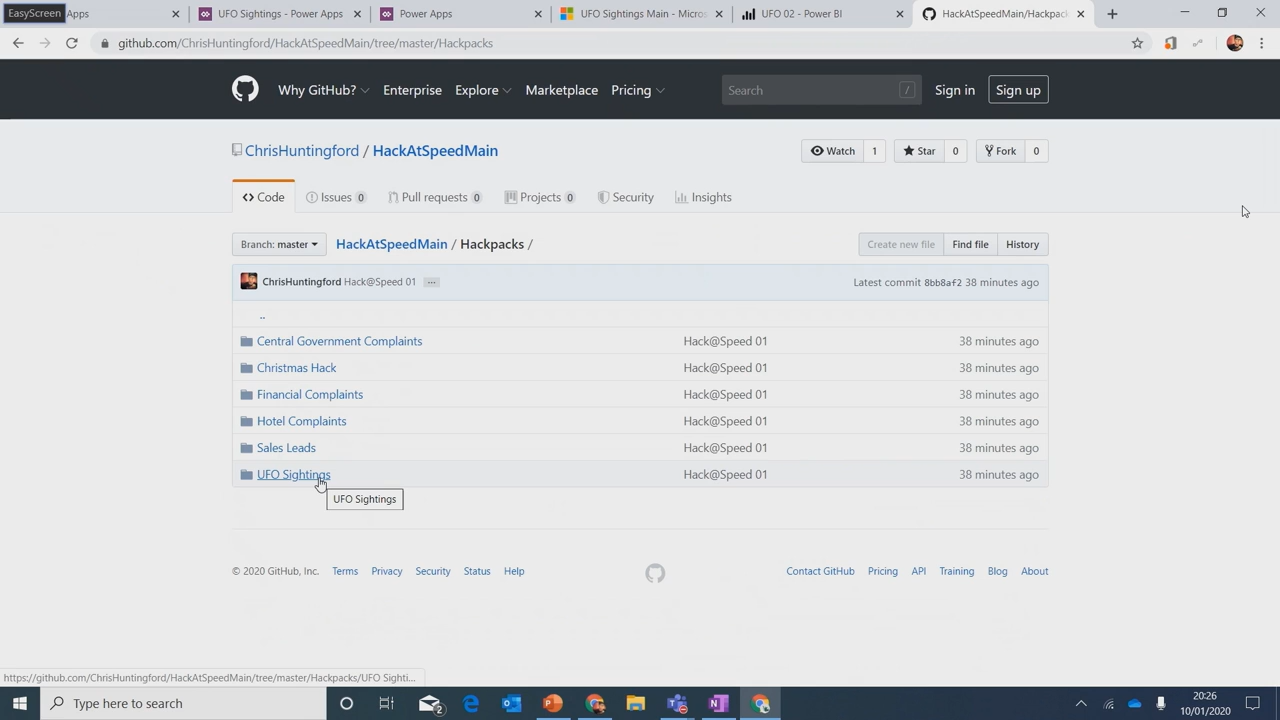 EasyScreen
Apps
UFO Sightings - Power Apps
Power Apps
UFO Sightings Main - Micros
UFO 02 - Power BI
HackAtSpeedMain/Hackpack
github.com/ChrisHuntingford/HackAtSpeedMain/tree/master/Hackpacks
Why GitHub?
Enterprise
Explore
Marketplace
Pricing
Search
/
Sign in
Sign up
ChrisHuntingford / HackAtSpeedMain
Watch 1
Star 0
Fork 0
Code
Issues 0
Pull requests 0
Projects 0
Security
Insights
Branch: master
HackAtSpeedMain / Hackpacks /
Create new file
Find file
History
ChrisHuntingford Hack@Speed 01 ...
Latest commit 8bb8af2 38 minutes ago
..
Central Government Complaints Hack@Speed 01 38 minutes ago
Christmas Hack Hack@Speed 01 38 minutes ago
Financial Complaints Hack@Speed 01 38 minutes ago
Hotel Complaints Hack@Speed 01 38 minutes ago
Sales Leads Hack@Speed 01 38 minutes ago
UFO Sightings Hack@Speed 01 38 minutes ago
UFO Sightings
© 2020 GitHub, Inc.
Terms
Privacy
Security
Status
Help
Contact GitHub
Pricing
API
Training
Blog
About
https://github.com/ChrisHuntingford/HackAtSpeedMain/tree/master/Hackpacks/UFO Sighti...
Type here to search
2
20:26
10/01/2020